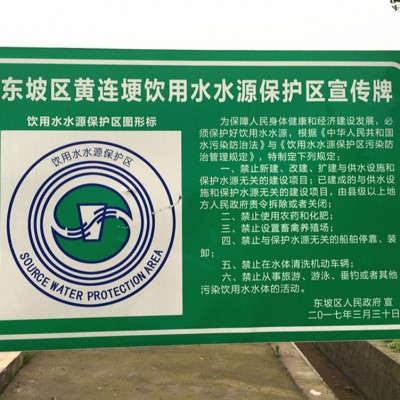 东坡区黄连埂饮用水水源保护区宣传牌
饮用水水源保护区图形标
饮用水水源保护区
SOURCE WATER PROTECTION AREA
为保障人民身体健康和经济建设发展，必
须保护好饮用水水源，根据《中华人民共和国
水污染防治法》与《饮用水水源保护区污染防
治管理规定》，特制定下列规定：
一、禁止新建、改建、扩建与供水设施和
保护水源无关的建设项目；已建成的与供水设
施和保护水源无关的建设项目，由县级以上地
方人民政府责令拆除或者关闭；
二、禁止使用农药和化肥；
三、禁止设置畜禽养殖场；
四、禁止与保护水源无关的船舶停靠、装
卸；
五、禁止在水体清洗机动车辆；
六、禁止从事旅游、游泳、垂钓或者其他
污染饮用水水体的活动。
东坡区人民政府 宣
二〇一七年三月三十日